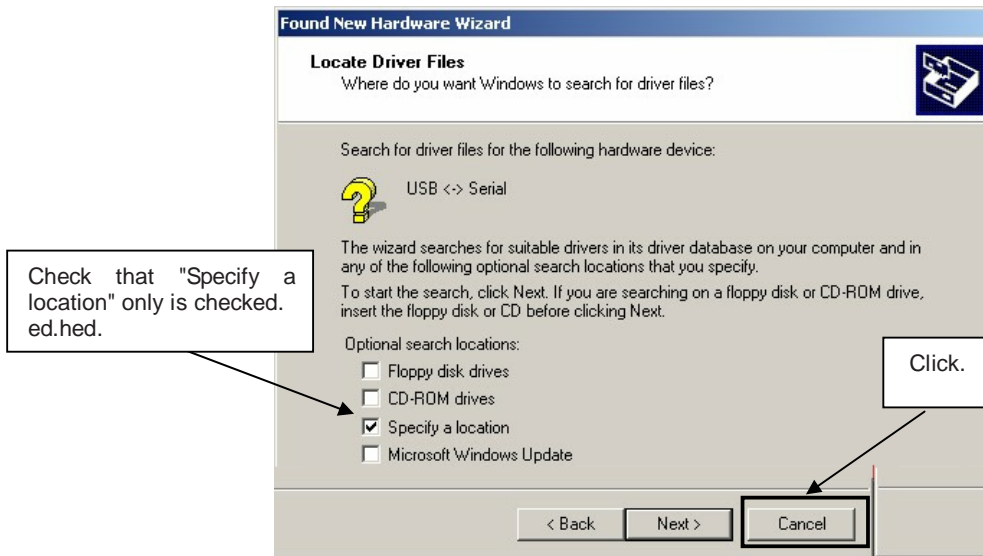 Found New Hardware Wizard
Locate Driver Files
Where do you want Windows to search for driver files?
Search for driver files for the following hardware device:
USB <-> Serial
The wizard searches for suitable drivers in its driver database on your computer and in
any of the following optional search locations that you specify.
To start the search, click Next. If you are searching on a floppy disk or CD-ROM drive,
insert the floppy disk or CD before clicking Next.
Check that "Specify a
location" only is checked.
ed.hed.
Optional search locations:
Floppy disk drives
CD-ROM drives
Specify a location
Microsoft Windows Update
Click.
< Back
Next >
Cancel